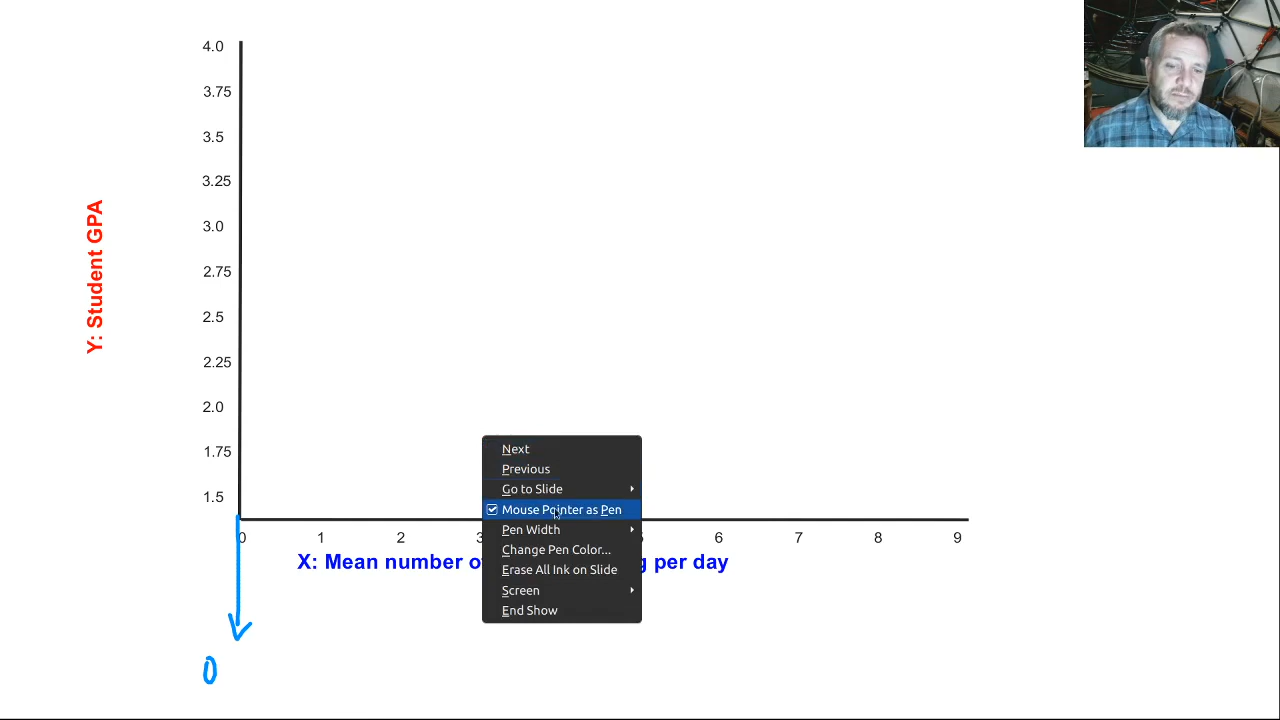 4.0
3.75
3.5
3.25
3.0
2.75
2.5
2.25
2.0
1.75
1.5
Y: Student GPA
0 1 2 3 6 7 8 9
X: Mean number o per day
Next
Previous
Go to Slide
Mouse Pointer as Pen
Pen Width
Change Pen Color...
Erase All Ink on Slide
Screen
End Show
0